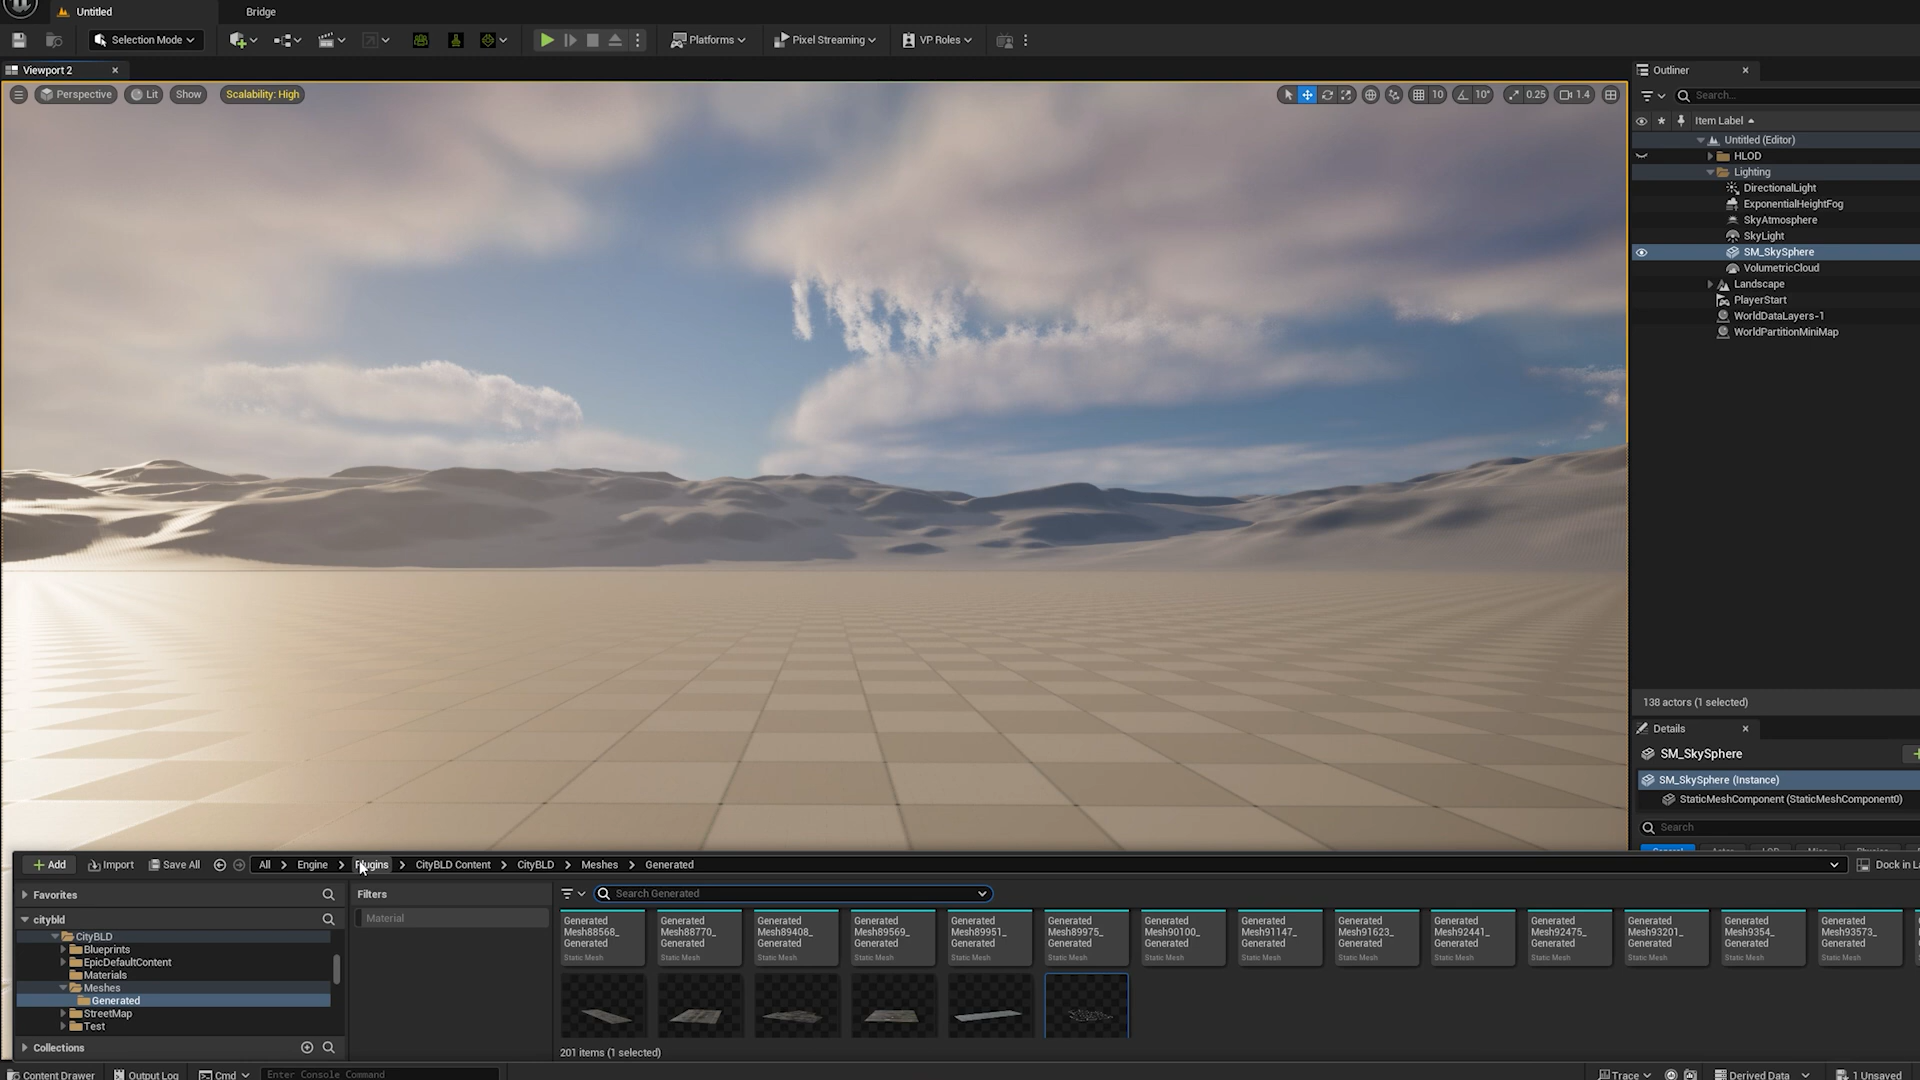 Untitled
Bridge
Selection Mode
Platforms
Pixel Streaming
VP Roles
Viewport 2
Perspective
Lit
Show
Scalability: High
10
10°
0.25
1.4
Outliner
Search...
Item Label
Untitled (Editor)
HLOD
Lighting
DirectionalLight
ExponentialHeightFog
SkyAtmosphere
SkyLight
SM_SkySphere
VolumetricCloud
Landscape
PlayerStart
WorldDataLayers-1
WorldPartitionMiniMap
138 actors (1 selected)
Details
SM_SkySphere
SM_SkySphere (Instance)
StaticMeshComponent (StaticMeshComponent0)
Search
Add
Import
Save All
All
Engine
Plugins
CityBLD Content
CityBLD
Meshes
Generated
Dock in La
Favorites
citybld
CityBLD
Blueprints
EpicDefaultContent
Materials
Meshes
Generated
StreetMap
Test
Collections
Filters
Material
Search Generated
Generated
Mesh88568_
Generated
Static Mesh
Generated
Mesh88770_
Generated
Static Mesh
Generated
Mesh89408_
Generated
Static Mesh
Generated
Mesh89569_
Generated
Static Mesh
Generated
Mesh89951_
Generated
Static Mesh
Generated
Mesh89975_
Generated
Static Mesh
Generated
Mesh90100_
Generated
Static Mesh
Generated
Mesh91147_
Generated
Static Mesh
Generated
Mesh91623_
Generated
Static Mesh
Generated
Mesh92441_
Generated
Static Mesh
Generated
Mesh92475_
Generated
Static Mesh
Generated
Mesh93201_
Generated
Static Mesh
Generated
Mesh9354_
Generated
Static Mesh
Generated
Mesh93573_
Generated
Static Mesh
201 items (1 selected)
Content Drawer
Output Log
Cmd
Enter Console Command
Trace
Derived Data
1 Unsaved